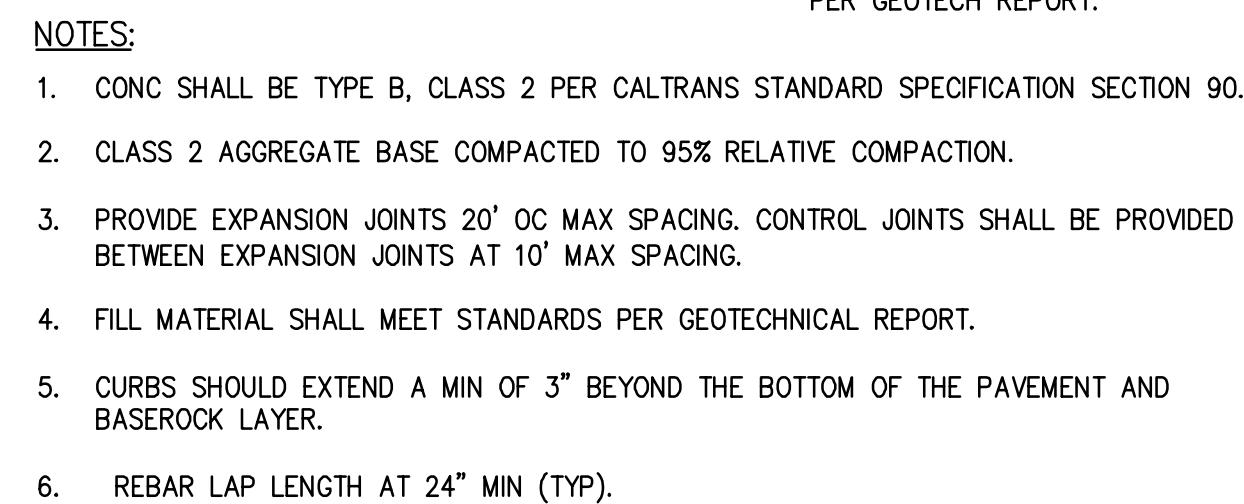 PER GEOTECH REPORT.
NOTES:
1. CONC SHALL BE TYPE B, CLASS 2 PER CALTRANS STANDARD SPECIFICATION SECTION 90.
2. CLASS 2 AGGREGATE BASE COMPACTED TO 95% RELATIVE COMPACTION.
3. PROVIDE EXPANSION JOINTS 20' OC MAX SPACING. CONTROL JOINTS SHALL BE PROVIDED
BETWEEN EXPANSION JOINTS AT 10' MAX SPACING.
4. FILL MATERIAL SHALL MEET STANDARDS PER GEOTECHNICAL REPORT.
5. CURBS SHOULD EXTEND A MIN OF 3" BEYOND THE BOTTOM OF THE PAVEMENT AND
BASEROCK LAYER.
6. REBAR LAP LENGTH AT 24" MIN (TYP).